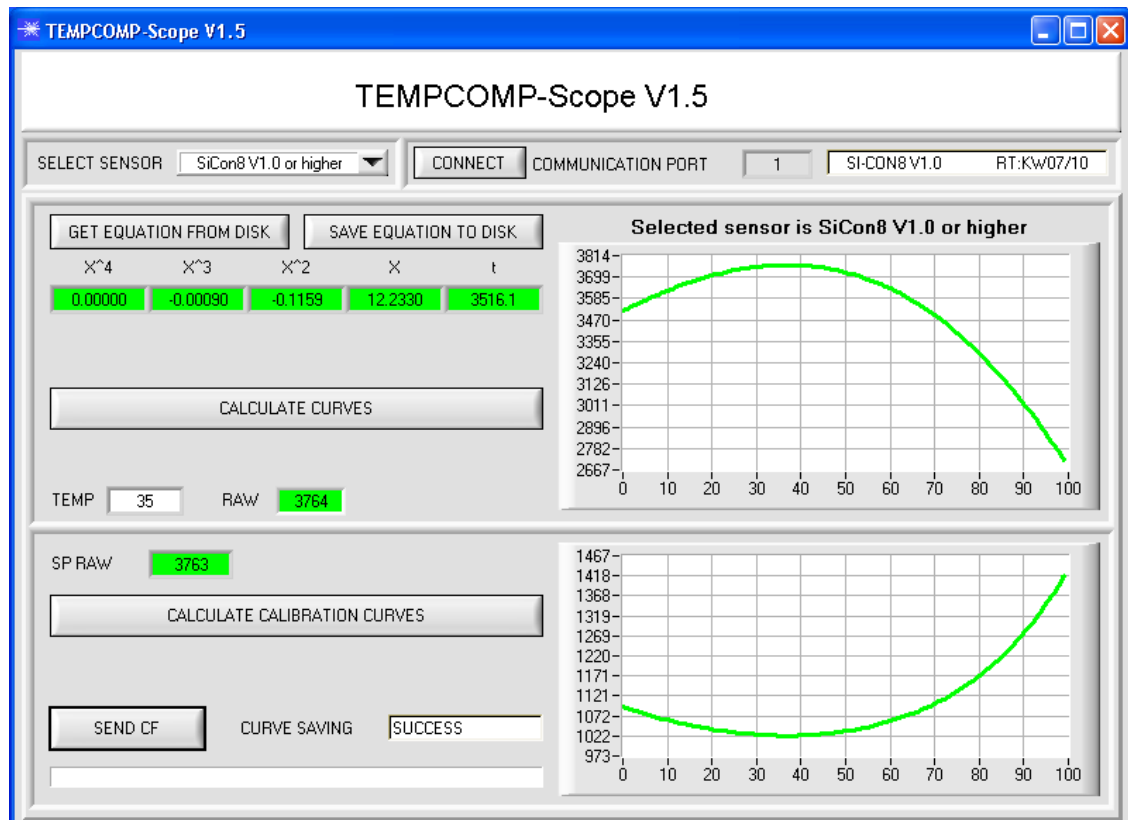 TEMPCOMP-Scope V1.5
TEMPCOMP-Scope V1.5
SELECT SENSOR SiCon8 V1.0 or higher CONNECT COMMUNICATION PORT 1 SI-CON8 V1.0 RT:KW07/10
GET EQUATION FROM DISK SAVE EQUATION TO DISK
X^4 X^3 X^2 X t
0.00000 -0.00090 -0.1159 12.2330 3516.1
CALCULATE CURVES
TEMP 35 RAW 3764
Selected sensor is SiCon8 V1.0 or higher
3814
3699
3585
3470
3355
3240
3126
3011
2896
2782
2667
0 10 20 30 40 50 60 70 80 90 100
SP RAW 3763
CALCULATE CALIBRATION CURVES
SEND CF CURVE SAVING SUCCESS
1467
1418
1368
1319
1269
1220
1171
1121
1072
1022
973
0 10 20 30 40 50 60 70 80 90 100